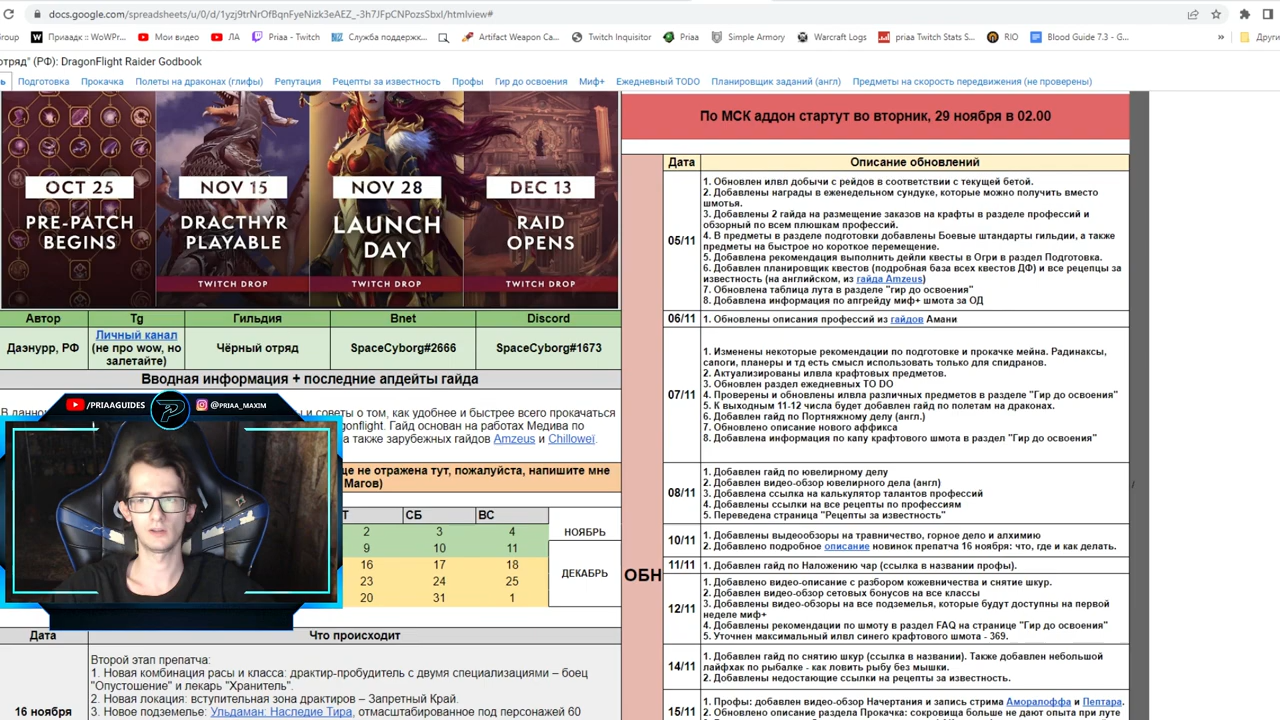 docs.google.com/spreadsheets/u/0/d/1yzj9trNrOfBqnFyeNizk3eAEZ_-3h7JFpCNPozsSbxI/htmlview#
Group
Приаадк :: WoWPr...
Мои видео
ЛА
Priaa - Twitch
Служба поддержк...
Artifact Weapon Ca...
Twitch Inquisitor
Priaa
Simple Armory
Warcraft Logs
priaa Twitch Stats S...
RIO
Blood Guide 7.3 - G...
»
Други
отряд" (РФ): DragonFlight Raider Godbook
Подготовка Прокачка Полеты на драконах (глифы) Репутация Рецепты за известность Профы Гир до освоения Миф+ Ежедневный TODO Планировщик заданий (англ) Предметы на скорость передвижения (не проверены)
OCT 25
PRE-PATCH
BEGINS
NOV 15
DRACTHYR
PLAYABLE
TWITCH DROP
NOV 28
LAUNCH
DAY
TWITCH DROP
DEC 13
RAID
OPENS
TWITCH DROP
Автор Tg Гильдия Bnet Discord
Даэнурр, РФ
Личный канал
(не про wow, но
залетайте)
Чёрный отряд
SpaceCyborg#2666
SpaceCyborg#1673
Вводная информация + последние апдейты гайда
В данно
ы и советы о том, как удобнее и быстрее всего прокачаться
gonflight. Гайд основан на работах Медива по
а также зарубежных гайдов Amzeus и Chilloweï.
ще не отражена тут, пожалуйста, напишите мне
Магов)
/PRIAAGUIDES
@PRIAA_MAXIM
Т СБ ВС
2 3 4 НОЯБРЬ
9 10 11
16 17 18 ДЕКАБРЬ
23 24 25
20 31 1
Дата Что происходит
16 ноября
Второй этап препатча:
1. Новая комбинация расы и класса: драктир-пробудитель с двумя специализациями – боец
"Опустошение" и лекарь "Хранитель".
2. Новая локация: вступительная зона драктиров – Запретный Край.
3. Новое подземелье: Ульдаман: Наследие Тира, отмасштабированное под персонажей 60
По МСК аддон стартут во вторник, 29 ноября в 02.00
ОБН
Дата Описание обновлений
05/11
1. Обновлен илвл добычи с рейдов в соответствии с текущей бетой.
2. Добавлены награды в еженедельном сундуке, которые можно получить вместо
шмотья.
3. Добавлены 2 гайда на размещение заказов на крафты в разделе профессий и
обзорный по всем плюшкам профессий.
4. В предметы в разделе подготовки добавлены Боевые штандарты гильдии, а также
предметы на быстрое но короткое перемещение.
5. Добавлена рекомендация выполнить дейли квесты в Огри в раздел Подготовка.
6. Добавлен планировщик квестов (подробная база всех квестов ДФ) и все рецепцы за
известность (на английском, из гайда Amzeus)
7. Обновлена таблица лута в разделе "гир до освоения"
8. Добавлена информация по апгрейду миф+ шмота за ОД
06/11
1. Обновлены описания профессий из гайдов Амани
07/11
1. Изменены некоторые рекомендации по подготовке и прокачке мейна. Радинаксы,
сапоги, планеры и тд есть смысл использовать только для спидранов.
2. Актуализированы илвла крафтовых предметов.
3. Обновлен раздел ежедневных TO DO
4. Проверены и обновлены илвла различных предметов в разделе "Гир до освоения"
5. К выходным 11-12 числа будет добавлен гайд по полетам на драконах.
6. Добавлен гайд по Портняжному делу (англ.)
7. Обновлено описание нового аффикса
8. Добавлена информация по капу крафтового шмота в раздел "Гир до освоения"
08/11
1. Добавлен гайд по ювелирному делу
2. Добавлен видео-обзор ювелирного дела (англ)
3. Добавлена ссылка на калькулятор талантов профессий
4. Добавлены ссылки на все рецепты по профессиям
5. Переведена страница "Рецепты за известность"
10/11
1. Добавлены выдеообзоры на травничество, горное дело и алхимию
2. Добавлено подробное описание новинок препатча 16 ноября: что, где и как делать.
11/11
1. Добавлен гайд по Наложению чар (ссылка в названии профы).
12/11
1. Добавлено видео-описание с разбором кожевничества и снятие шкур.
2. Добавлен видео-обзор сетовых бонусов на все классы
3. Добавлены видео-обзоры на все подземелья, которые будут доступны на первой
неделе миф+
4. Добавлены рекомендации по шмоту в раздел FAQ на странице "Гир до освоения"
5. Уточнен максимальный илвл синего крафтового шмота - 369.
14/11
1. Добавлен гайд по снятию шкур (ссылка в названии). Также добавлен небольшой
лайфхак по рыбалке - как ловить рыбу без мышки.
2. Добавлены недостающие ссылки на рецепты за известность.
15/11
1. Профы: добавлен видео-обзор Начертания и запись стрима Аморалоффа и Пептара.
2. Обновлено описание раздела Прокачка: сокровища больше не дают опыта при луте